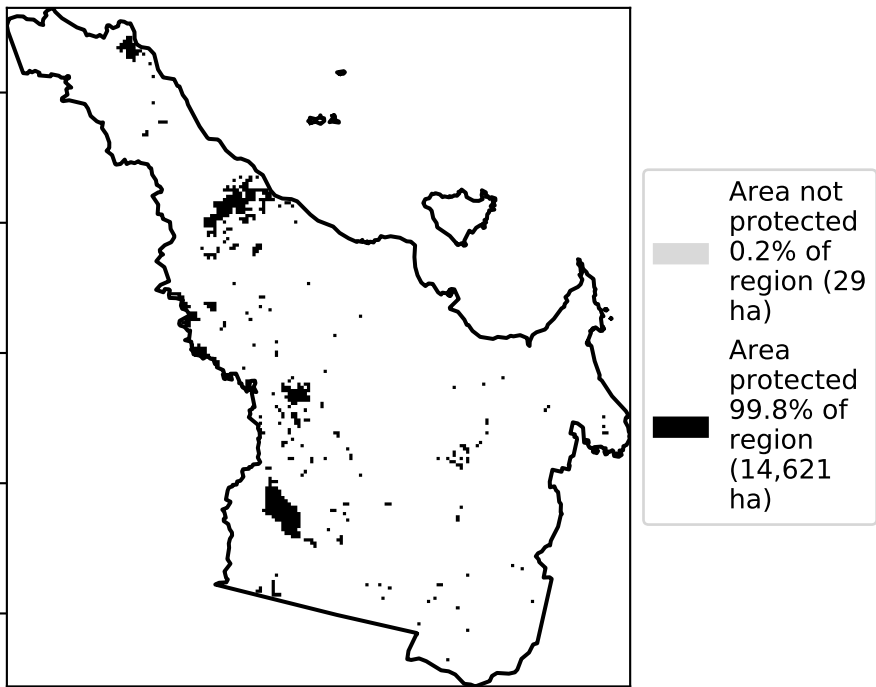 Area not
protected
0.2% of
region (29
ha)
Area
protected
99.8% of
region
(14,621
ha)